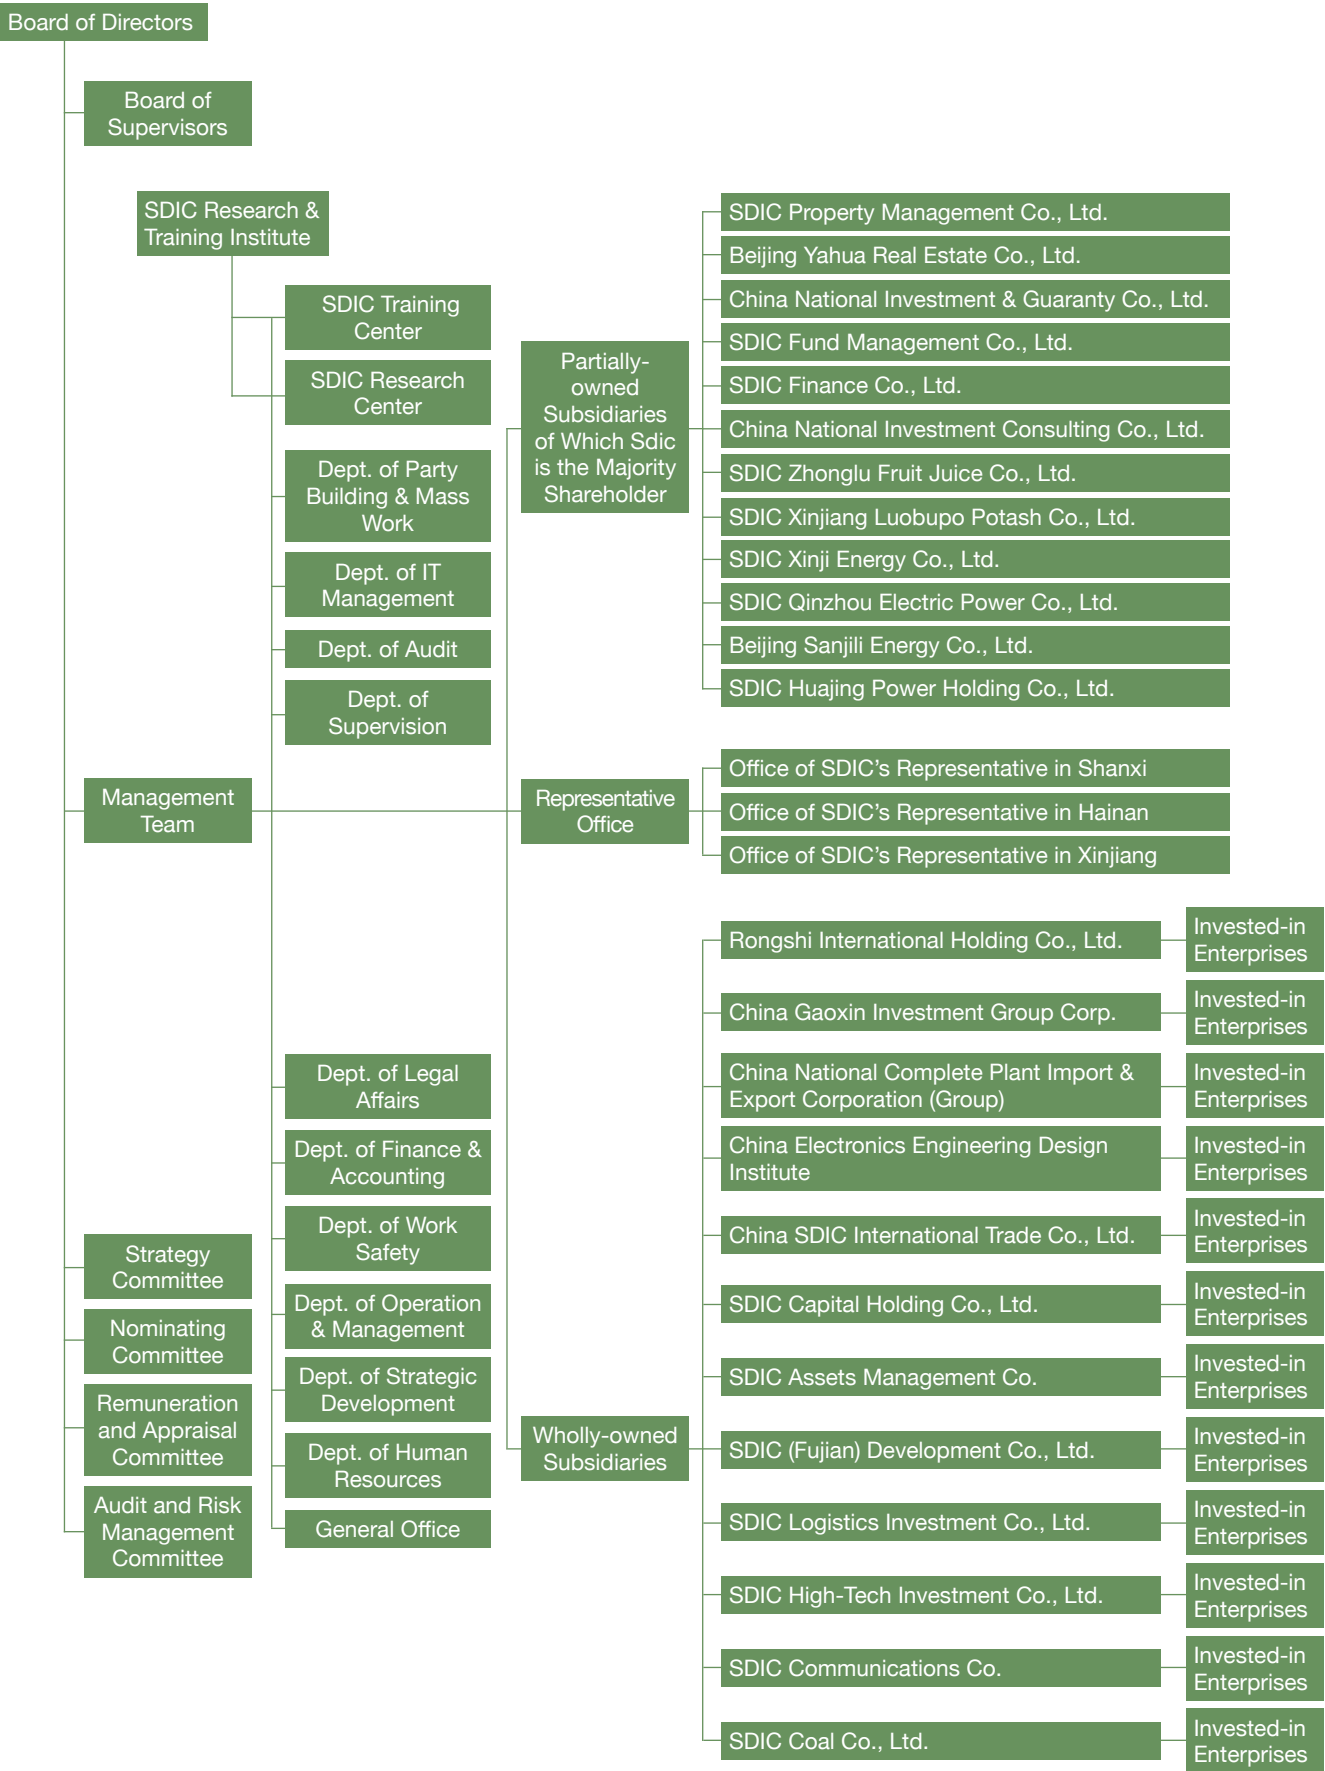 Board of Directors
Board of
Supervisors
SDIC Research &
Training Institute
SDIC Training
Center
SDIC Research
Center
Dept. of Party
Building & Mass
Work
Dept. of IT
Management
Dept. of Audit
Dept. of
Supervision
Management
Team
Dept. of Legal
Affairs
Dept. of Finance &
Accounting
Dept. of Work
Safety
Dept. of Operation
& Management
Dept. of Strategic
Development
Dept. of Human
Resources
General Office
Strategy
Committee
Nominating
Committee
Remuneration
and Appraisal
Committee
Audit and Risk
Management
Committee
Partially-
owned
Subsidiaries
of Which Sdic
is the Majority
Shareholder
SDIC Property Management Co., Ltd.
Beijing Yahua Real Estate Co., Ltd.
China National Investment & Guaranty Co., Ltd.
SDIC Fund Management Co., Ltd.
SDIC Finance Co., Ltd.
China National Investment Consulting Co., Ltd.
SDIC Zhonglu Fruit Juice Co., Ltd.
SDIC Xinjiang Luobupo Potash Co., Ltd.
SDIC Xinji Energy Co., Ltd.
SDIC Qinzhou Electric Power Co., Ltd.
Beijing Sanjili Energy Co., Ltd.
SDIC Huajing Power Holding Co., Ltd.
Representative
Office
Office of SDIC’s Representative in Shanxi
Office of SDIC’s Representative in Hainan
Office of SDIC’s Representative in Xinjiang
Wholly-owned
Subsidiaries
Rongshi International Holding Co., Ltd.
Invested-in
Enterprises
China Gaoxin Investment Group Corp.
Invested-in
Enterprises
China National Complete Plant Import &
Export Corporation (Group)
Invested-in
Enterprises
China Electronics Engineering Design
Institute
Invested-in
Enterprises
China SDIC International Trade Co., Ltd.
Invested-in
Enterprises
SDIC Capital Holding Co., Ltd.
Invested-in
Enterprises
SDIC Assets Management Co.
Invested-in
Enterprises
SDIC (Fujian) Development Co., Ltd.
Invested-in
Enterprises
SDIC Logistics Investment Co., Ltd.
Invested-in
Enterprises
SDIC High-Tech Investment Co., Ltd.
Invested-in
Enterprises
SDIC Communications Co.
Invested-in
Enterprises
SDIC Coal Co., Ltd.
Invested-in
Enterprises